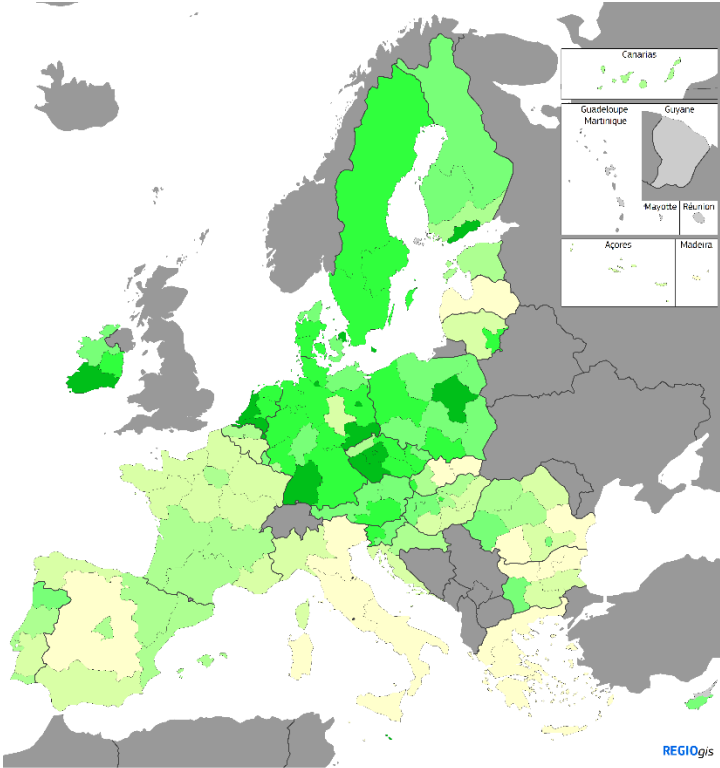 Canarias
Guadeloupe
Martinique
Guyane
Mayotte
Réunion
Açores
Madeira
REGIOgis